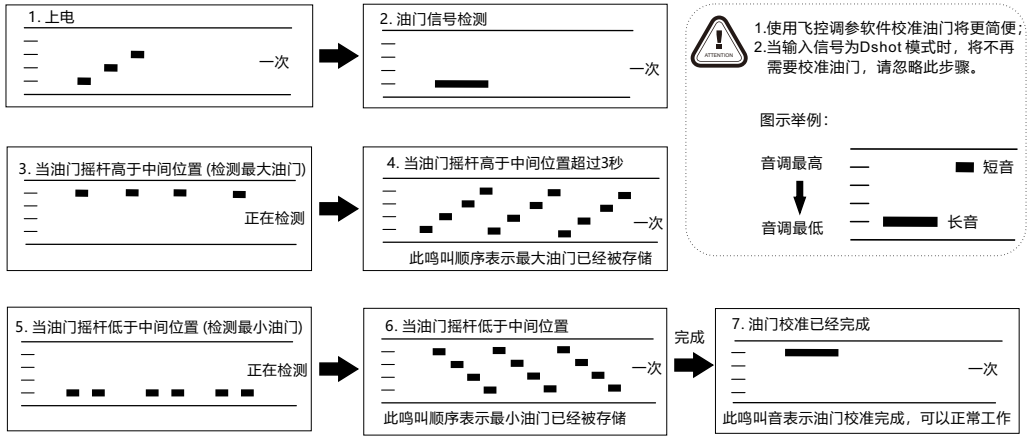 1. 上电
一次
2. 油门信号检测
一次
ATTENTION
1.使用飞控调参软件校准油门将更简便;
2.当输入信号为Dshot 模式时，将不再
需要校准油门，请忽略此步骤。
图示举例：
音调最高
短音
音调最低
长音
3. 当油门摇杆高于中间位置 (检测最大油门)
正在检测
4. 当油门摇杆高于中间位置超过3秒
一次
此鸣叫顺序表示最大油门已经被存储
5. 当油门摇杆低于中间位置 (检测最小油门)
正在检测
6. 当油门摇杆低于中间位置
一次
此鸣叫顺序表示最小油门已经被存储
完成
7. 油门校准已经完成
一次
此鸣叫音表示油门校准完成，可以正常工作